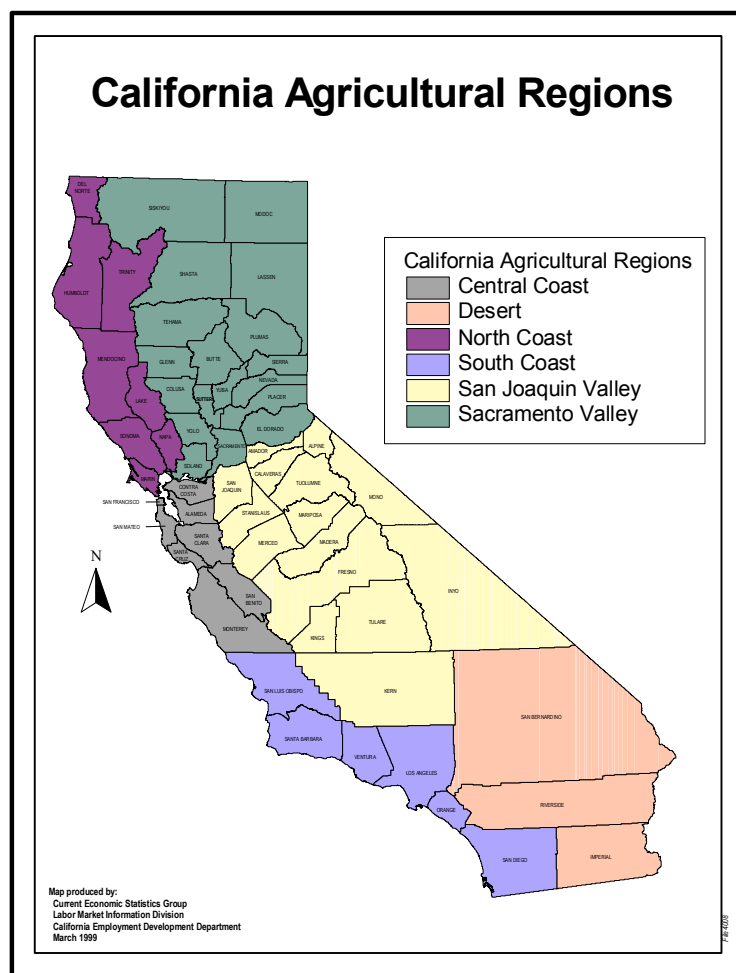 California Agricultural Regions
DEL
NORTE
SISKIYOU
MODOC
HUMBOLDT
TRINITY
SHASTA
LASSEN
TEHAMA
PLUMAS
MENDOCINO
GLENN
BUTTE
SIERRA
LAKE
COLUSA
SUTTER
YUBA
NEVADA
PLACER
SONOMA
NAPA
YOLO
SACRAMENTO
EL DORADO
MARIN
SOLANO
AMADOR
ALPINE
SAN FRANCISCO
CONTRA
COSTA
SAN
JOAQUIN
CALAVERAS
TUOLUMNE
MONO
SAN MATEO
ALAMEDA
STANISLAUS
MARIPOSA
SANTA
CLARA
SANTA
CRUZ
MERCED
MADERA
FRESNO
SAN
BENITO
INYO
MONTEREY
KINGS
TULARE
SAN LUIS OBISPO
KERN
SAN BERNARDINO
SANTA BARBARA
VENTURA
LOS ANGELES
ORANGE
RIVERSIDE
SAN DIEGO
IMPERIAL
California Agricultural Regions
Central Coast
Desert
North Coast
South Coast
San Joaquin Valley
Sacramento Valley
N
Map produced by:
Current Economic Statistics Group
Labor Market Information Division
California Employment Development Department
March 1999